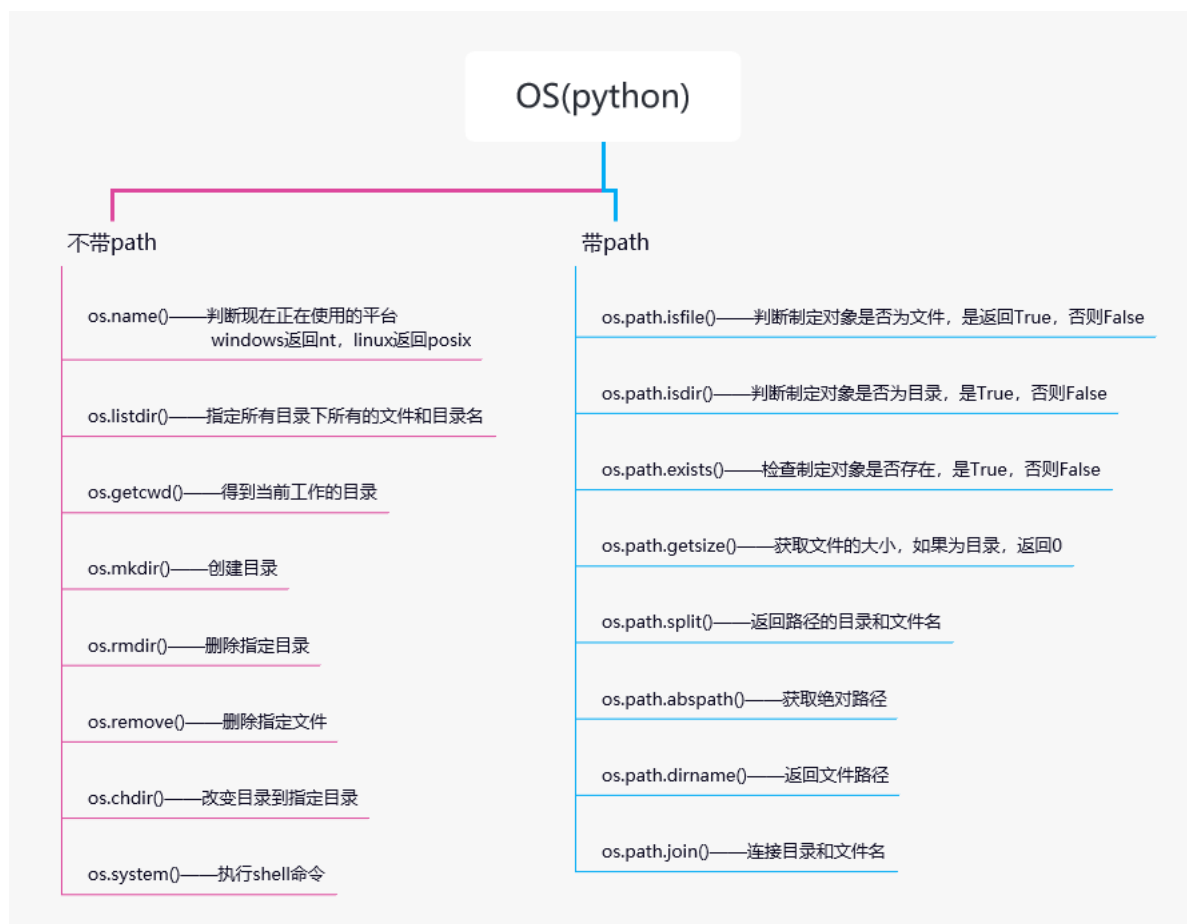 OS(python)
不带path
os.name()——判断现在正在使用的平台
windows返回nt，linux返回posix
os.listdir()——指定所有目录下所有的文件和目录名
os.getcwd()——得到当前工作的目录
os.mkdir()——创建目录
os.rmdir()——删除指定目录
os.remove()——删除指定文件
os.chdir()——改变目录到指定目录
os.system()——执行shell命令
带path
os.path.isfile()——判断制定对象是否为文件，是返回True，否则False
os.path.isdir()——判断制定对象是否为目录，是True，否则False
os.path.exists()——检查制定对象是否存在，是True，否则False
os.path.getsize()——获取文件的大小，如果为目录，返回0
os.path.split()——返回路径的目录和文件名
os.path.abspath()——获取绝对路径
os.path.dirname()——返回文件路径
os.path.join()——连接目录和文件名